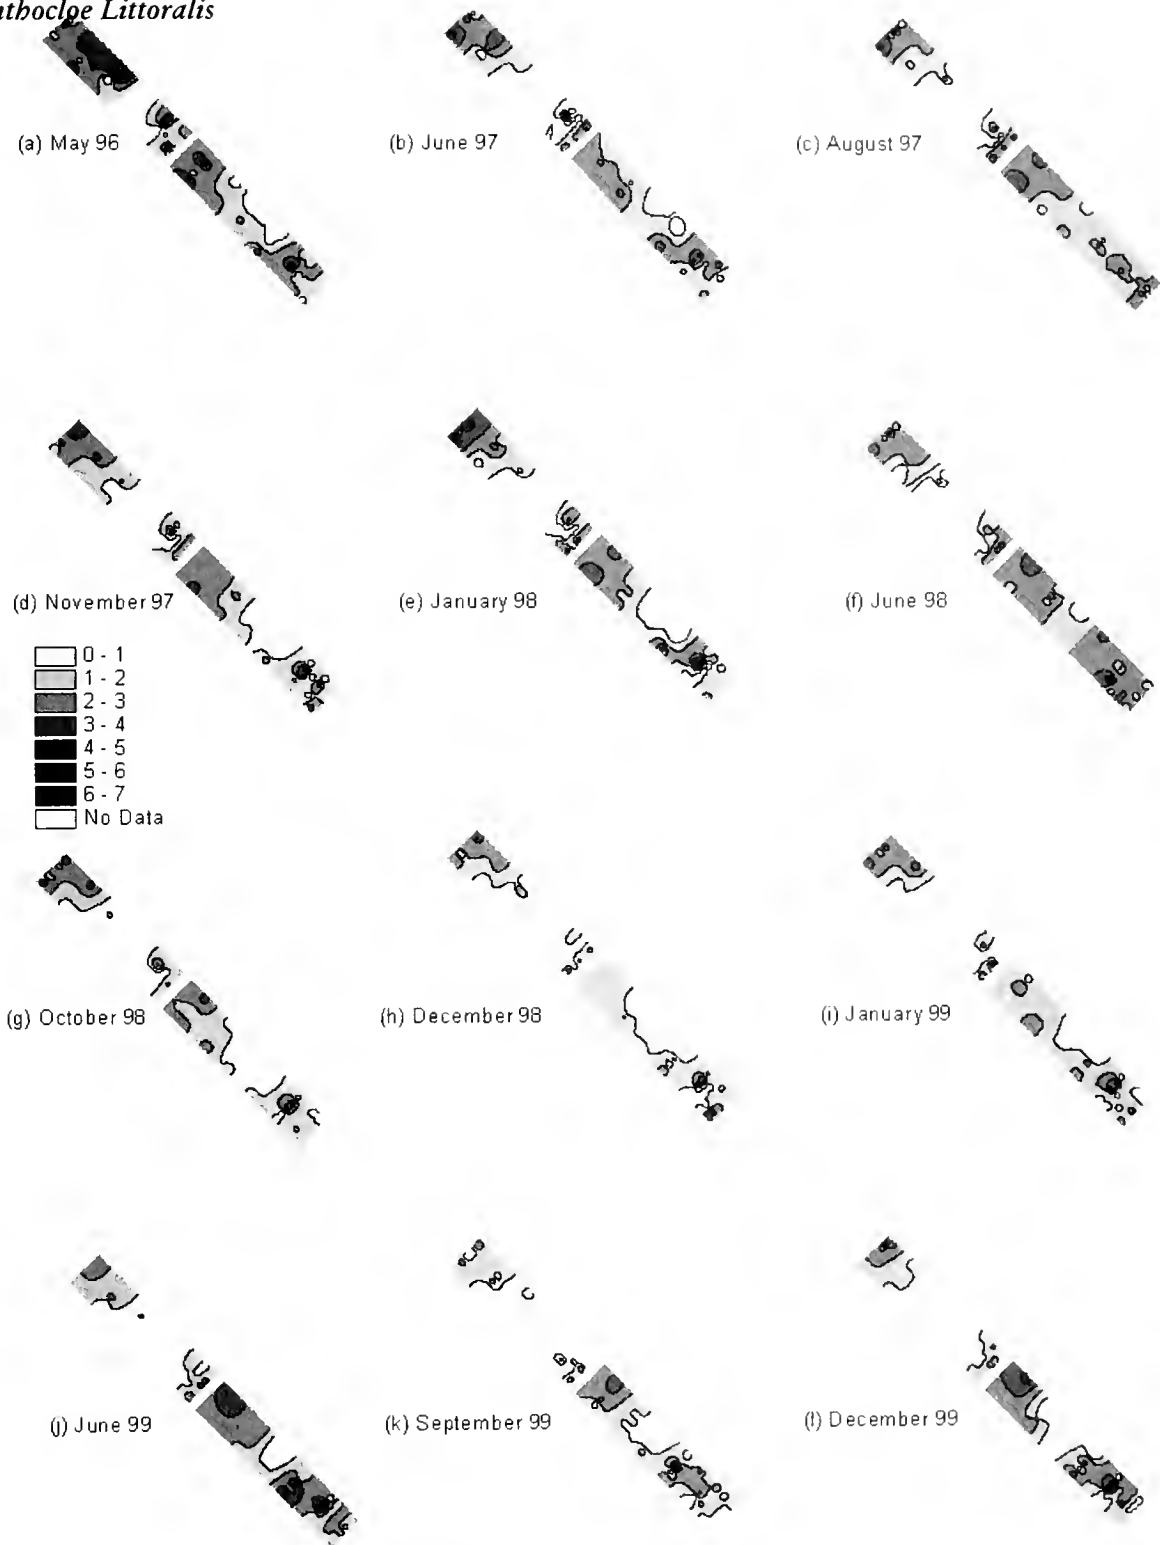 Littoralis
(a) May 96
(b) June 97
(c) August 97
(d) November 97
(e) January 98
(f) June 98
0 - 1
1 - 2
2 - 3
3 - 4
4 - 5
5 - 6
6 - 7
No Data
(g) October 98
(h) December 98
(i) January 99
(j) June 99
(k) September 99
(l) December 99